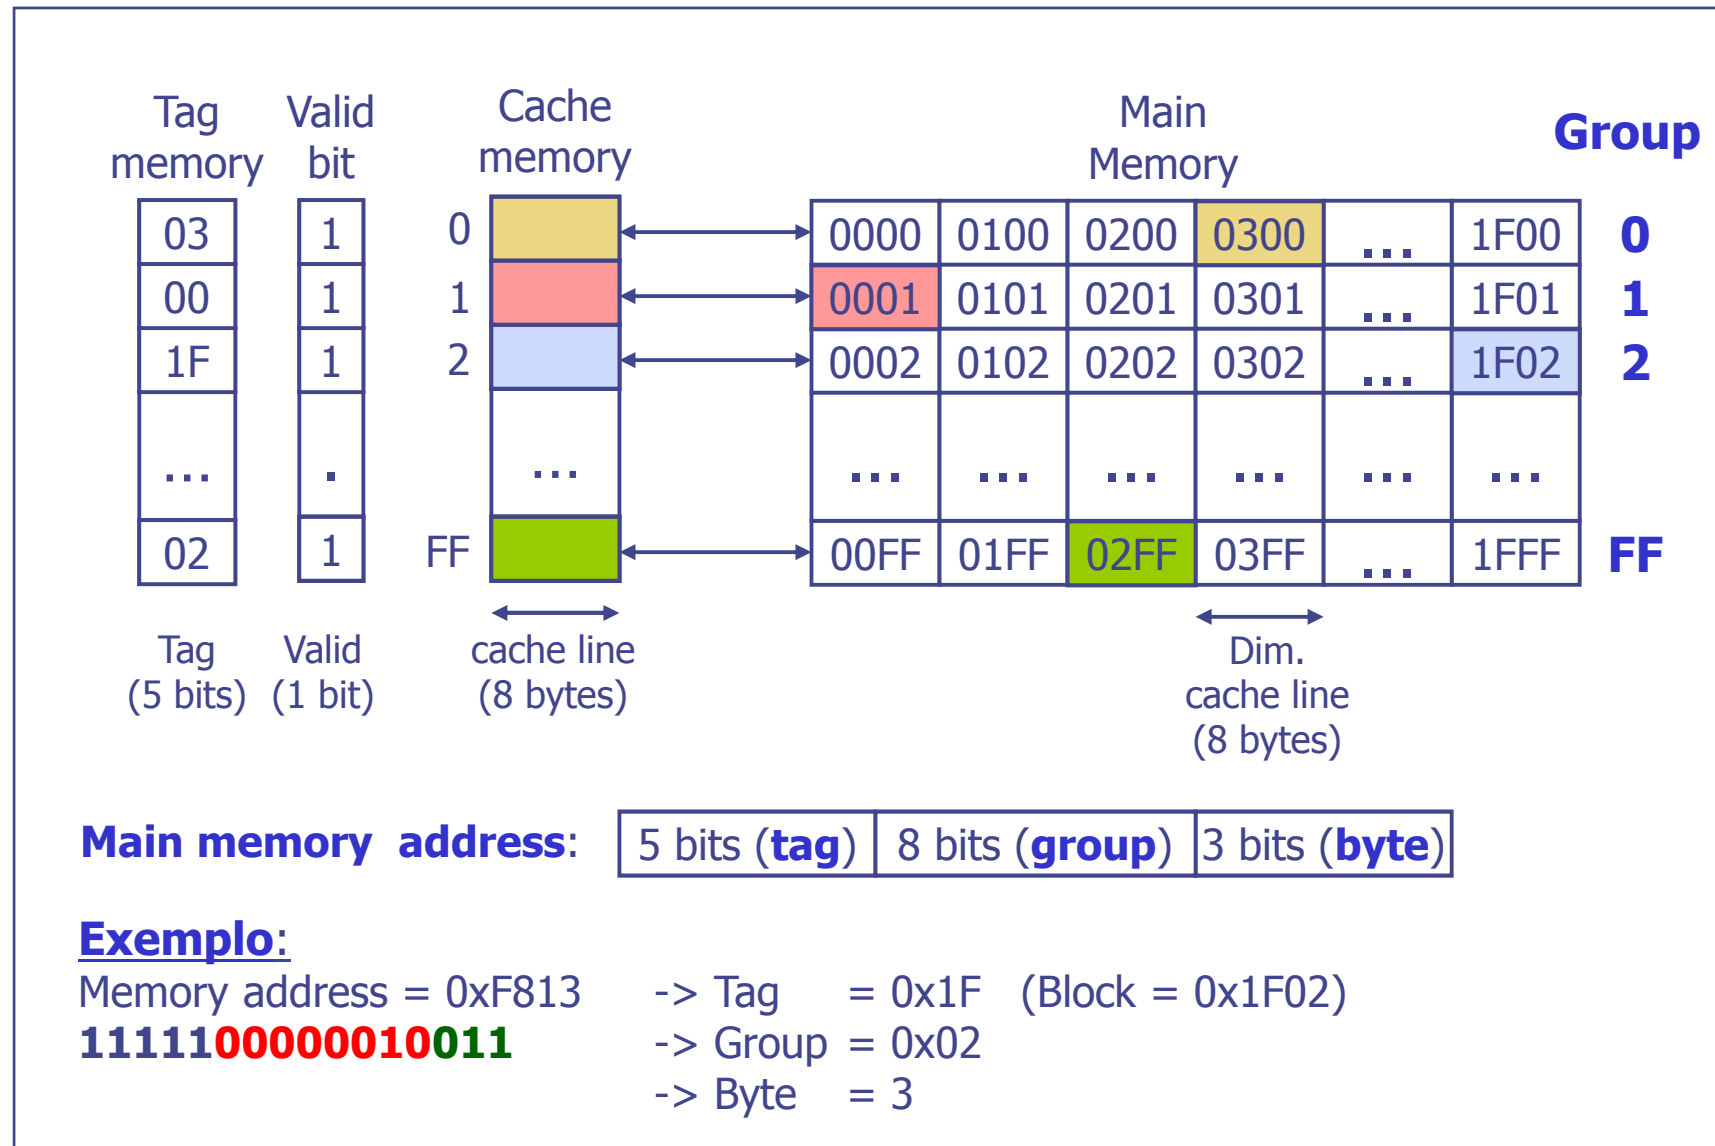 Tag memory
Valid bit
Cache memory
Main Memory
Group
03 1 0 0000 0100 0200 0300 ... 1F00 0
00 1 1 0001 0101 0201 0301 ... 1F01 1
1F 1 2 0002 0102 0202 0302 ... 1F02 2
... . ... ... ... ... ... ... ...
02 1 FF 00FF 01FF 02FF 03FF ... 1FFF FF
Tag
(5 bits)
Valid
(1 bit)
cache line
(8 bytes)
Dim.
cache line
(8 bytes)
Main memory address: 5 bits (tag) 8 bits (group) 3 bits (byte)
Exemplo:
Memory address = 0xF813 -> Tag = 0x1F (Block = 0x1F02)
1111100000010011 -> Group = 0x02
-> Byte = 3